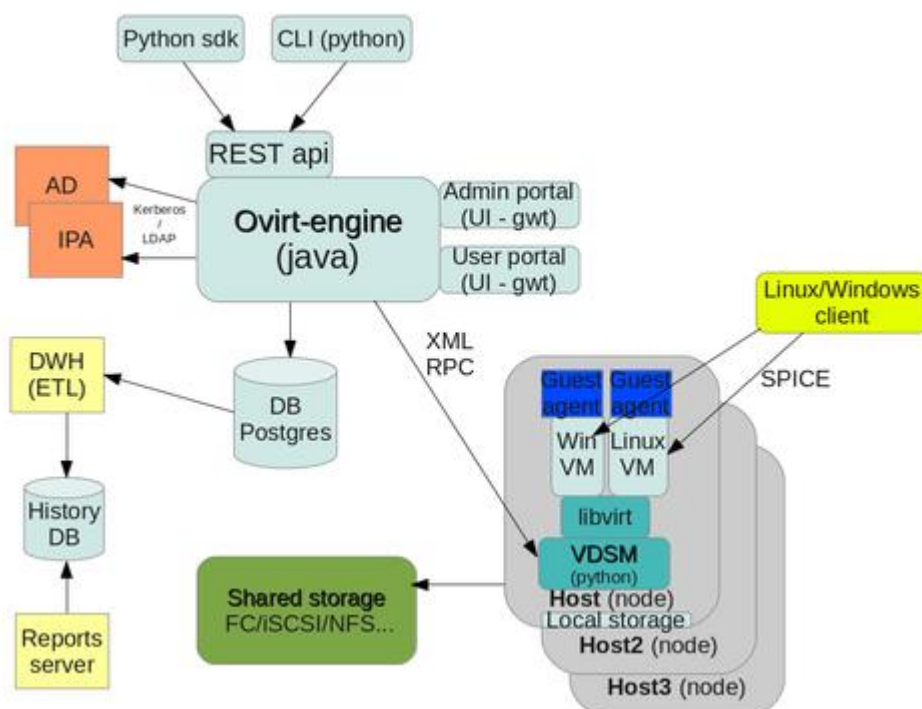 Python sdk
CLI (python)
REST api
AD
IPA
Kerberos
/
LDAP
Ovirt-engine
(java)
Admin portal
(UI - gwt)
User portal
(UI - gwt)
Linux/Windows
client
XML
RPC
SPICE
DWH
(ETL)
DB
Postgres
Guest
agent
Guest
agent
Win
VM
Linux
VM
libvirt
VDSM
(python)
History
DB
Shared storage
FC/iSCSI/NFS...
Host (node)
Local storage
Host2 (node)
Host3 (node)
Reports
server